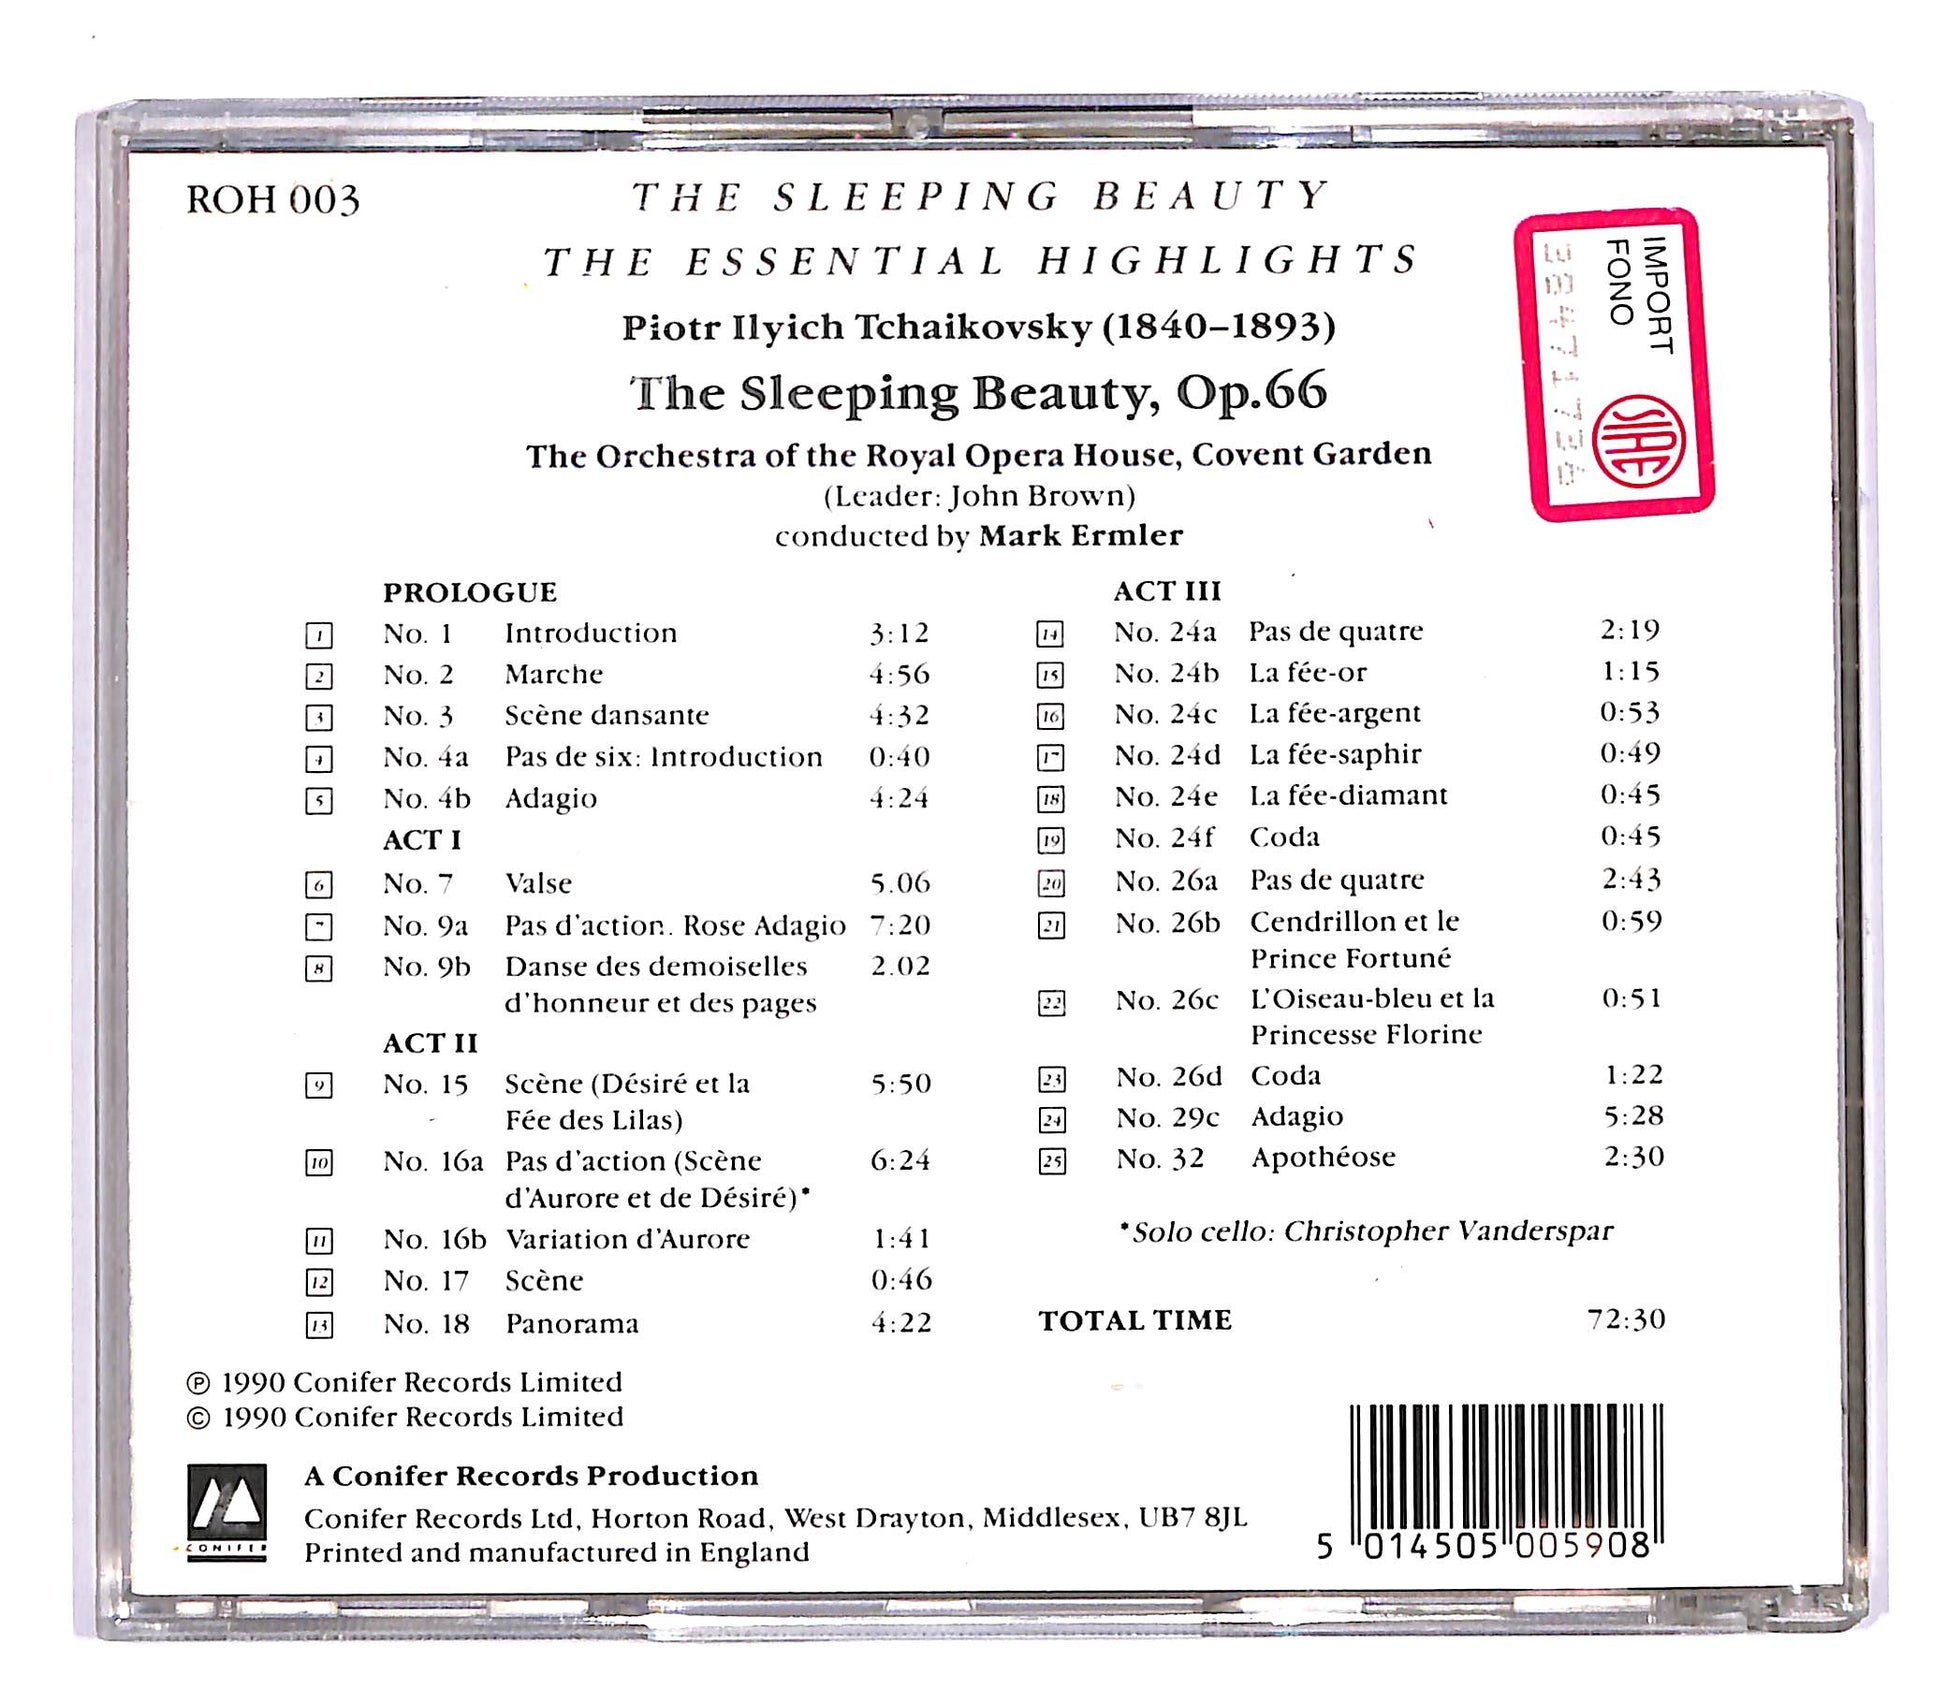 ROH 003
THE SLEEPING BEAUTY
THE ESSENTIAL HIGHLIGHTS
Piotr Ilyich Tchaikovsky (1840–1893)
The Sleeping Beauty, Op.66
The Orchestra of the Royal Opera House, Covent Garden
(Leader: John Brown)
conducted by Mark Ermler
IMPORT
FONO
SIAE
PROLOGUE
1 No. 1 Introduction 3:12
2 No. 2 Marche 4:56
3 No. 3 Scène dansante 4:32
4 No. 4a Pas de six: Introduction 0:40
5 No. 4b Adagio 4:24
ACT I
6 No. 7 Valse 5.06
7 No. 9a Pas d'action. Rose Adagio 7:20
8 No. 9b Danse des demoiselles 2.02
d'honneur et des pages
ACT II
9 No. 15 Scène (Désiré et la 5:50
Fée des Lilas)
10 No. 16a Pas d'action (Scène 6:24
d'Aurore et de Désiré)*
11 No. 16b Variation d'Aurore 1:41
12 No. 17 Scène 0:46
13 No. 18 Panorama 4:22
ACT III
14 No. 24a Pas de quatre 2:19
15 No. 24b La fée-or 1:15
16 No. 24c La fée-argent 0:53
17 No. 24d La fée-saphir 0:49
18 No. 24e La fée-diamant 0:45
19 No. 24f Coda 0:45
20 No. 26a Pas de quatre 2:43
21 No. 26b Cendrillon et le 0:59
Prince Fortuné
22 No. 26c L'Oiseau-bleu et la 0:51
Princesse Florine
23 No. 26d Coda 1:22
24 No. 29c Adagio 5:28
25 No. 32 Apothéose 2:30
*Solo cello: Christopher Vanderspar
TOTAL TIME 72:30
℗ 1990 Conifer Records Limited
© 1990 Conifer Records Limited
CONIFER
A Conifer Records Production
Conifer Records Ltd, Horton Road, West Drayton, Middlesex, UB7 8JL
Printed and manufactured in England
5 014505 005908